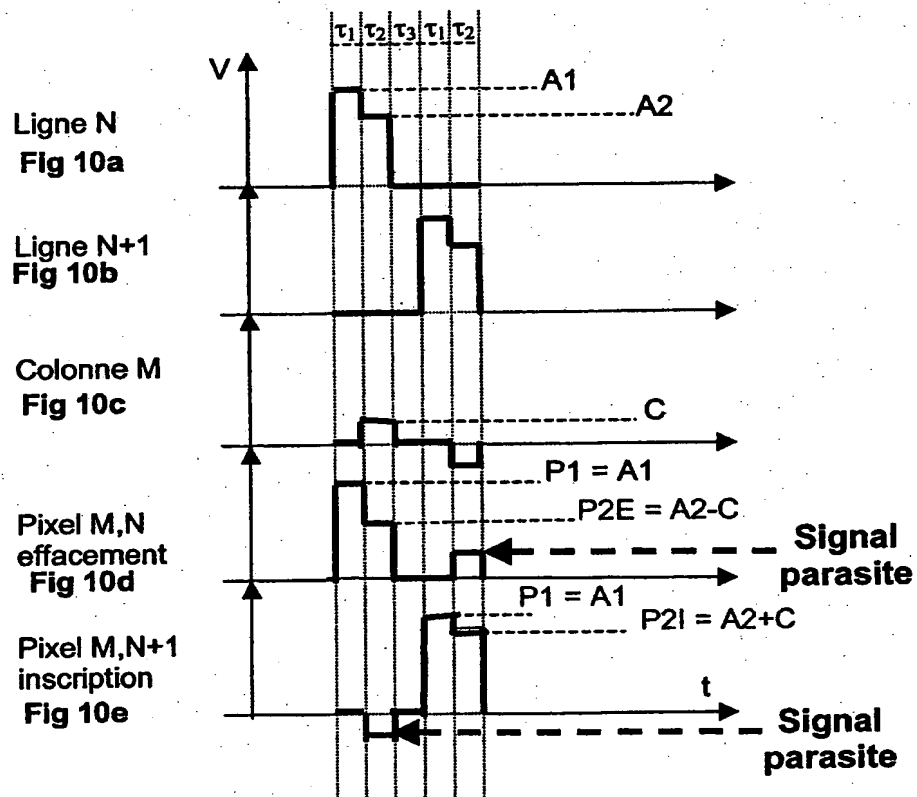 τ1 τ2 τ3 τ1 τ2
V
A1
A2
Ligne N
Fig 10a
Ligne N+1
Fig 10b
Colonne M
Fig 10c
C
P1 = A1
P2E = A2-C
Pixel M,N
effacement
Fig 10d
Signal
parasite
P1 = A1
P2I = A2+C
Pixel M,N+1
inscription
Fig 10e
t
Signal
parasite